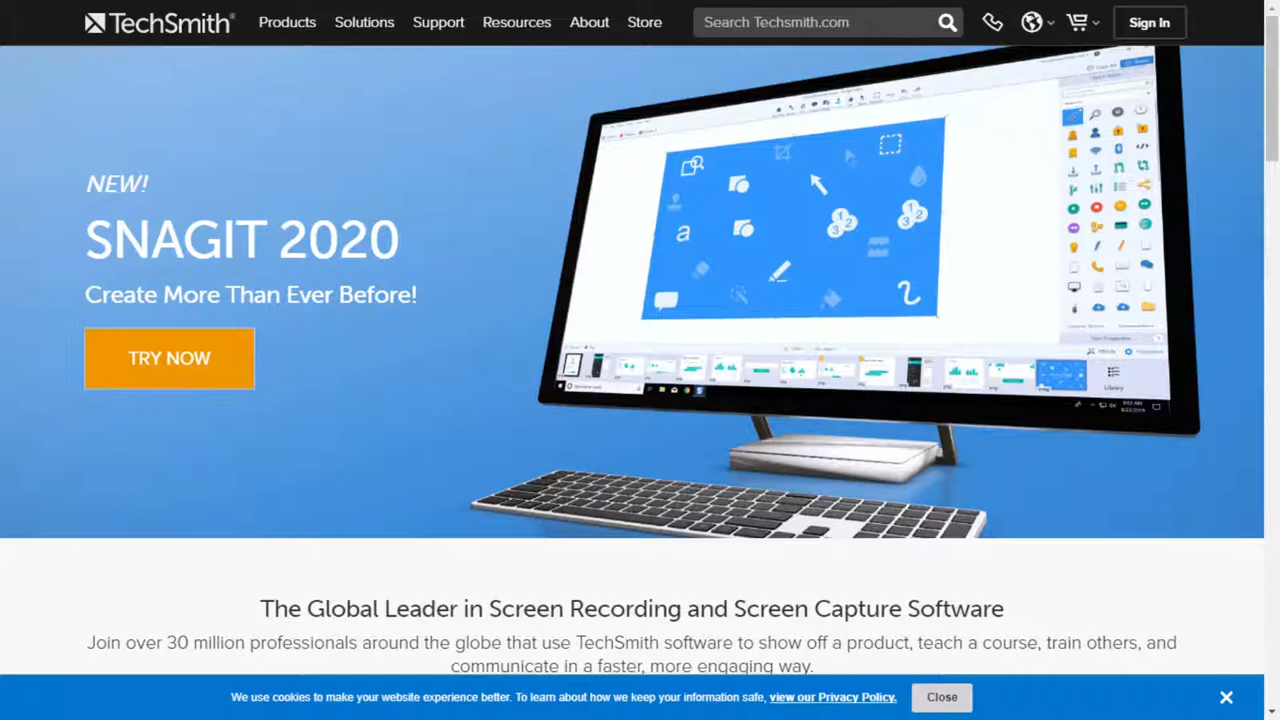 TechSmith®
Products Solutions Support Resources About Store
Search Techsmith.com
Sign In
NEW!
SNAGIT 2020
Create More Than Ever Before!
TRY NOW
a
Library
The Global Leader in Screen Recording and Screen Capture Software
Join over 30 million professionals around the globe that use TechSmith software to show off a product, teach a course, train others, and
communicate in a faster, more engaging way.
We use cookies to make your website experience better. To learn about how we keep your information safe, view our Privacy Policy.
Close